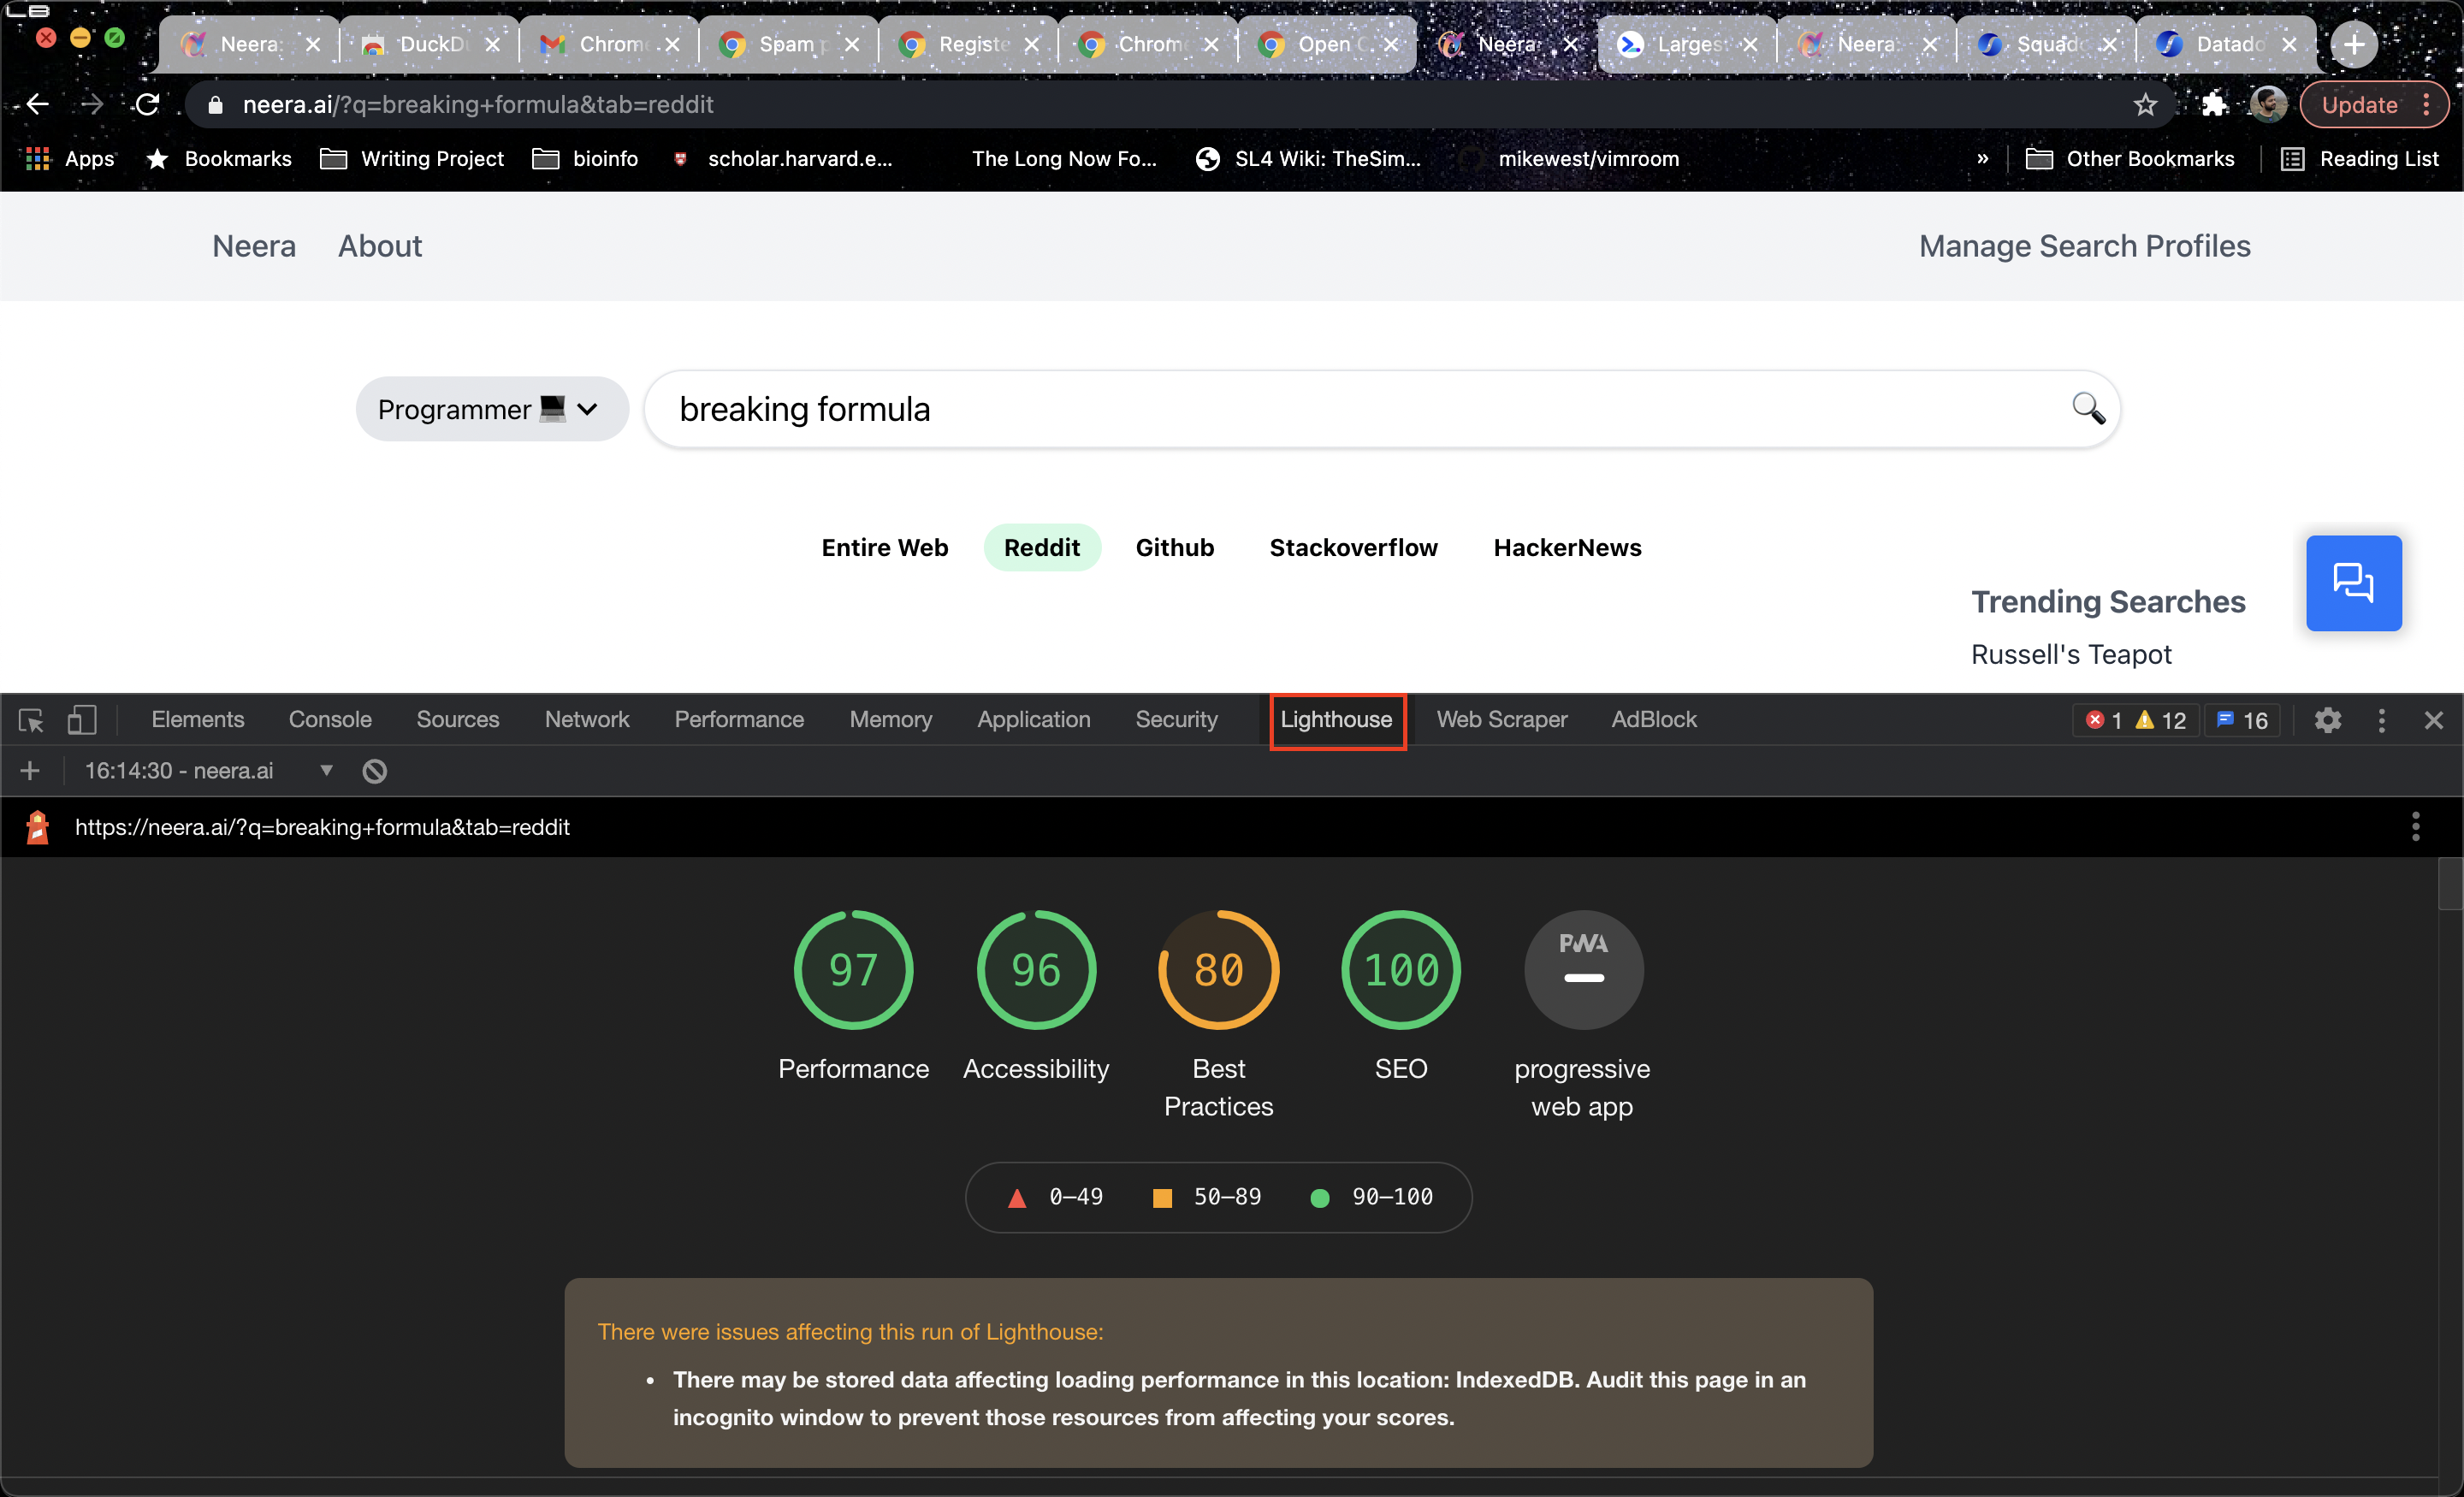 Neera: DuckDu Chrome Spam p Registe Chrome Open C Neera: Larges Neera: Squad Datado
neera.ai/?q=breaking+formula&tab=reddit Update
Apps Bookmarks Writing Project bioinfo scholar.harvard.e... The Long Now Fo... SL4 Wiki: TheSim... mikewest/vimroom » Other Bookmarks Reading List
Neera About Manage Search Profiles
Programmer breaking formula
Entire Web Reddit Github Stackoverflow HackerNews
Trending Searches
Russell's Teapot
Elements Console Sources Network Performance Memory Application Security Lighthouse Web Scraper AdBlock 1 12 16
16:14:30 - neera.ai
https://neera.ai/?q=breaking+formula&tab=reddit
97 96 80 100 PWA
Performance Accessibility Best Practices SEO progressive web app
0–49 50–89 90–100
There were issues affecting this run of Lighthouse:
• There may be stored data affecting loading performance in this location: IndexedDB. Audit this page in an
incognito window to prevent those resources from affecting your scores.